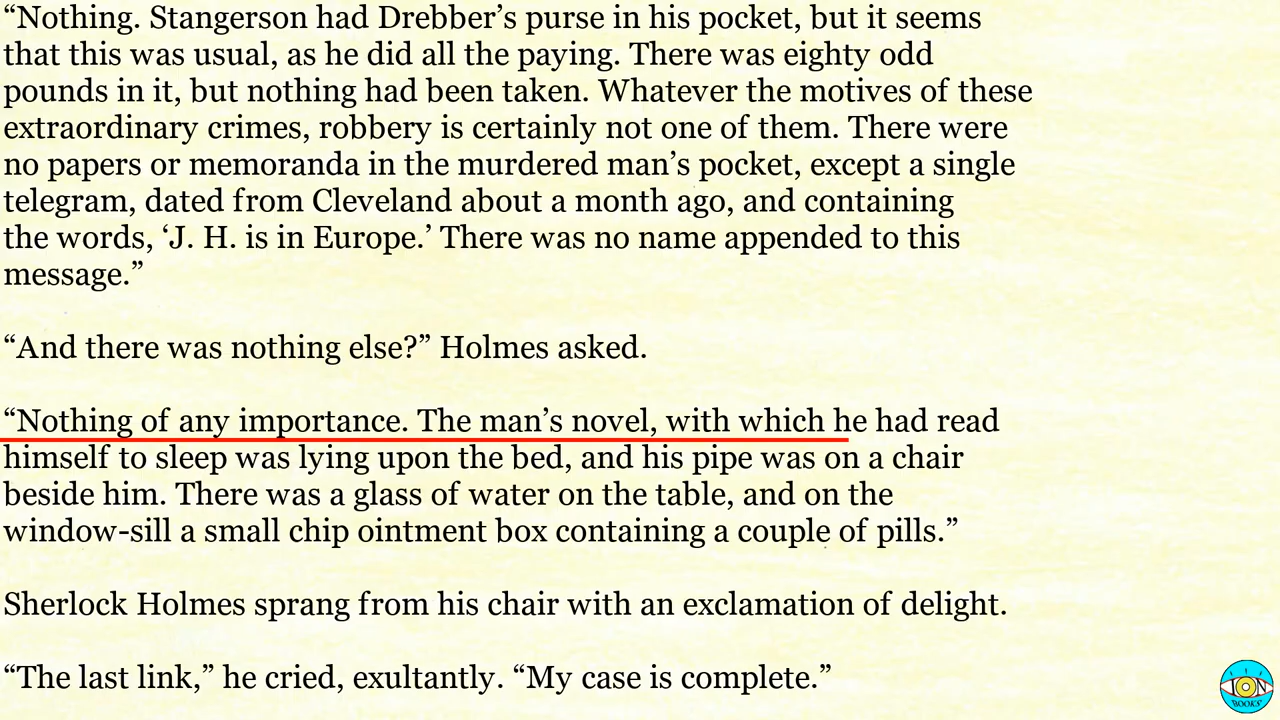 “Nothing. Stangerson had Drebber’s purse in his pocket, but it seems
that this was usual, as he did all the paying. There was eighty odd
pounds in it, but nothing had been taken. Whatever the motives of these
extraordinary crimes, robbery is certainly not one of them. There were
no papers or memoranda in the murdered man’s pocket, except a single
telegram, dated from Cleveland about a month ago, and containing
the words, ‘J. H. is in Europe.’ There was no name appended to this
message.”
“And there was nothing else?” Holmes asked.
“Nothing of any importance. The man’s novel, with which he had read
himself to sleep was lying upon the bed, and his pipe was on a chair
beside him. There was a glass of water on the table, and on the
window-sill a small chip ointment box containing a couple of pills.”
Sherlock Holmes sprang from his chair with an exclamation of delight.
“The last link,” he cried, exultantly. “My case is complete.”
ION
BOOKS